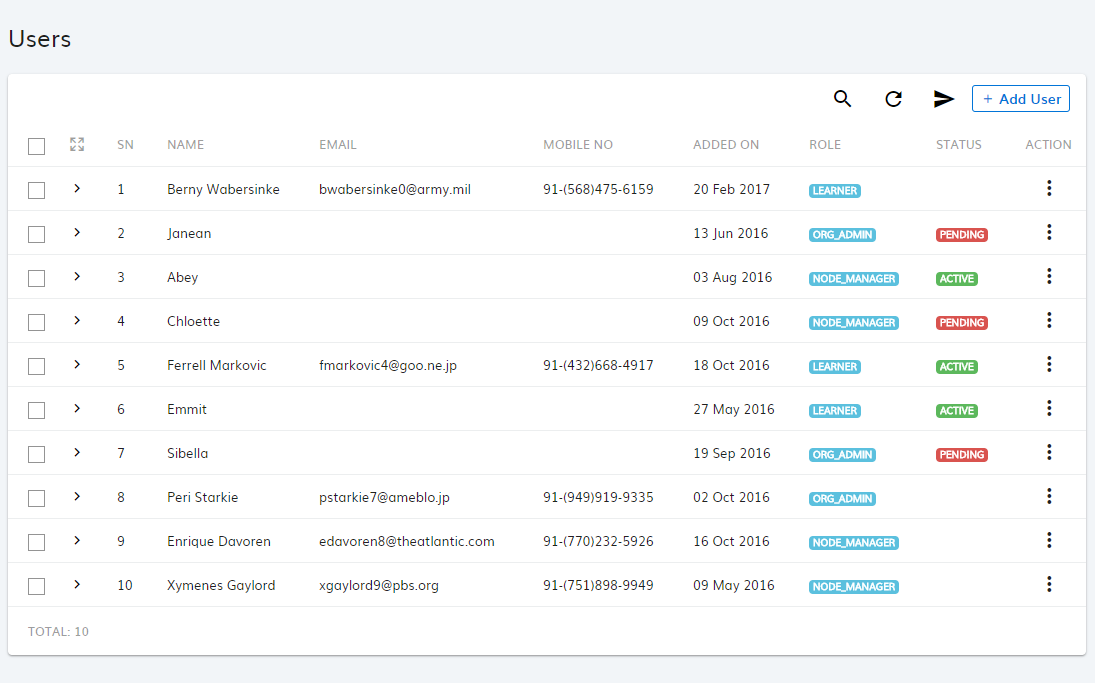 Users
+ Add User
SN NAME EMAIL MOBILE NO ADDED ON ROLE STATUS ACTION
1 Berny Wabersinke bwabersinke0@army.mil 91-(568)475-6159 20 Feb 2017 LEARNER
2 Janean 13 Jun 2016 ORG_ADMIN PENDING
3 Abey 03 Aug 2016 NODE_MANAGER ACTIVE
4 Chloette 09 Oct 2016 NODE_MANAGER PENDING
5 Ferrell Markovic fmarkovic4@goo.ne.jp 91-(432)668-4917 18 Oct 2016 LEARNER ACTIVE
6 Emmit 27 May 2016 LEARNER ACTIVE
7 Sibella 19 Sep 2016 ORG_ADMIN PENDING
8 Peri Starkie pstarkie7@ameblo.jp 91-(949)919-9335 02 Oct 2016 ORG_ADMIN
9 Enrique Davoren edavoren8@theatlantic.com 91-(770)232-5926 16 Oct 2016 NODE_MANAGER
10 Xymenes Gaylord xgaylord9@pbs.org 91-(751)898-9949 09 May 2016 NODE_MANAGER
TOTAL: 10